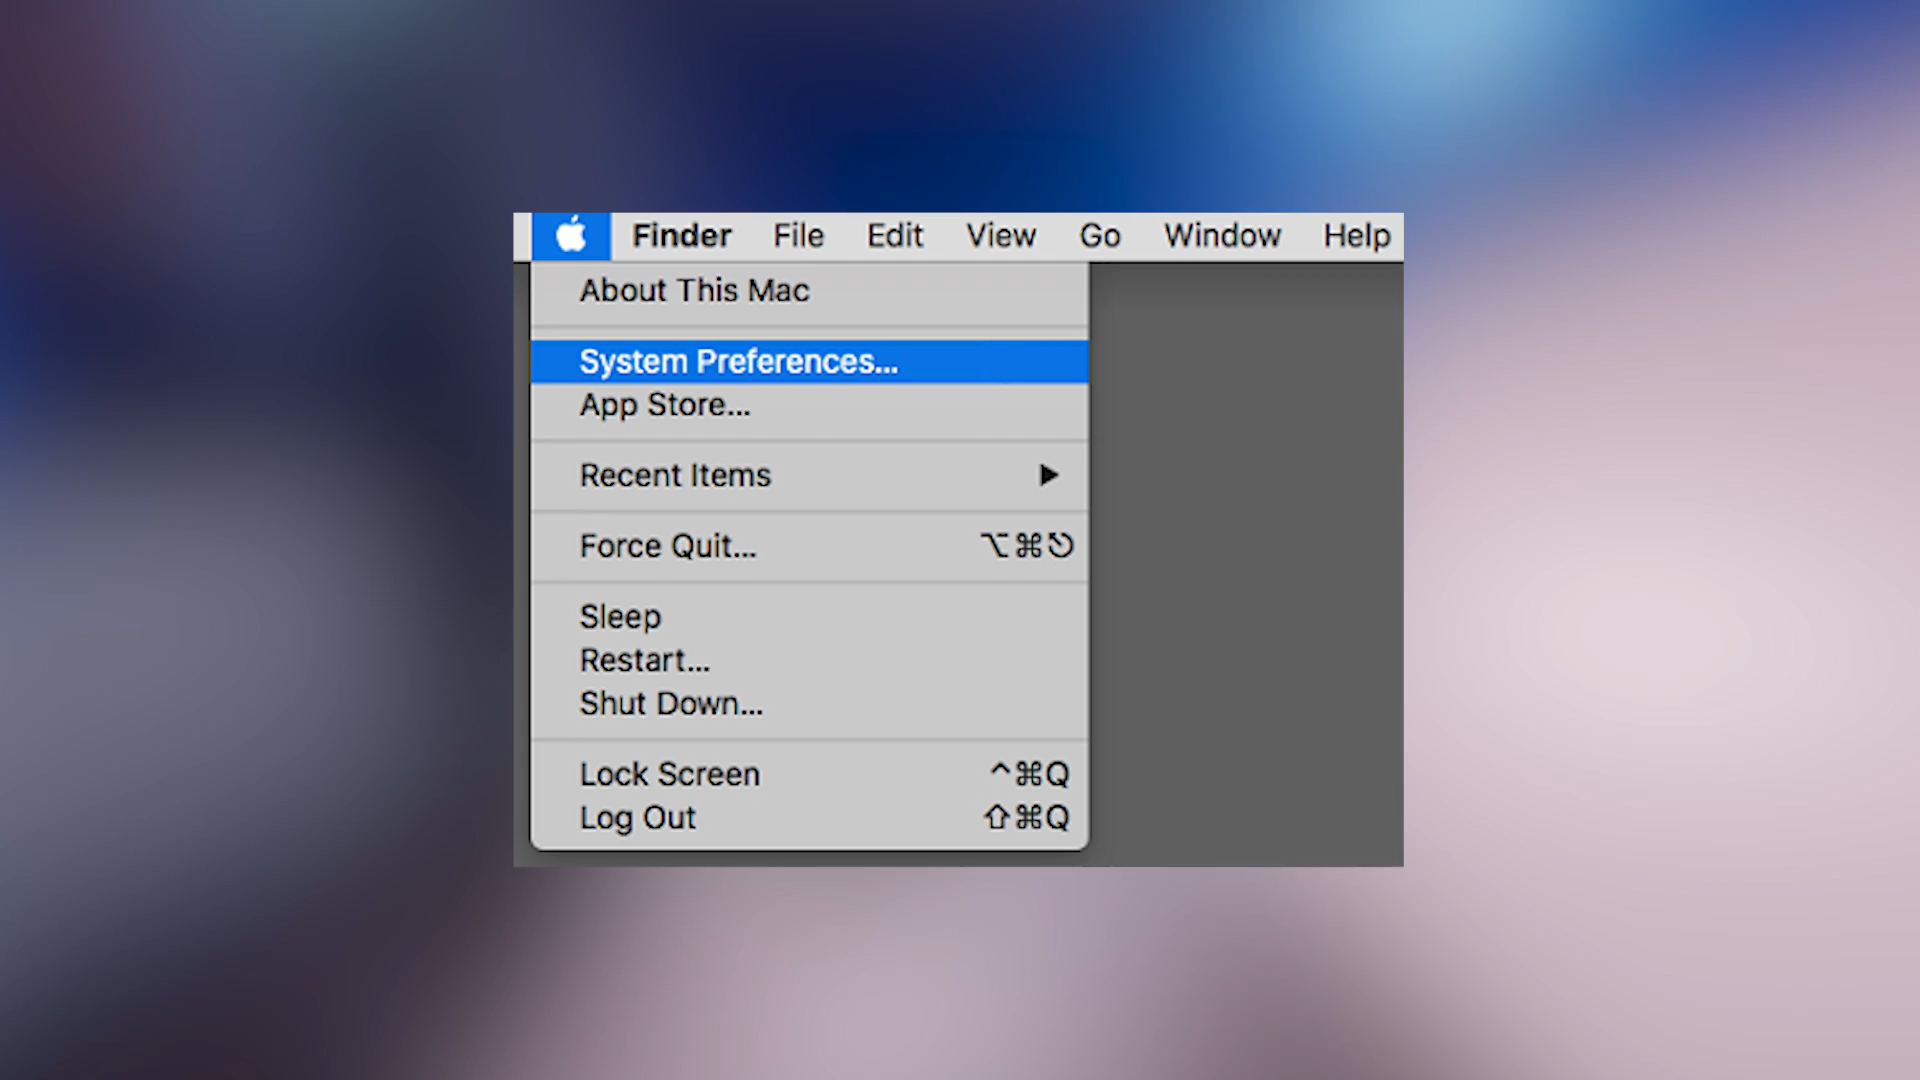 Finder File Edit View Go Window Help
About This Mac
System Preferences...
App Store...
Recent Items ▶
Force Quit... ⌥⌘⎋
Sleep
Restart...
Shut Down...
Lock Screen ^⌘Q
Log Out ⇧⌘Q